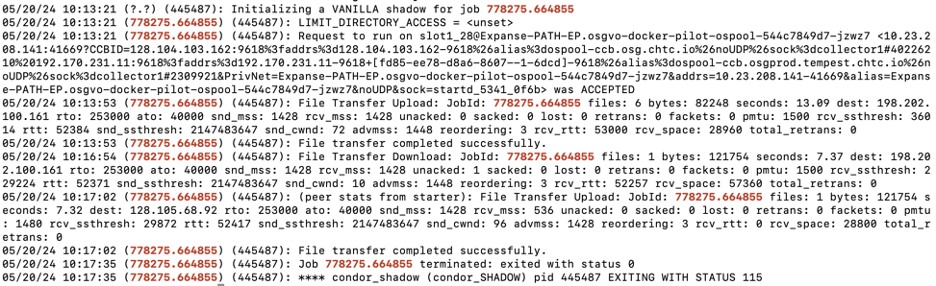 05/20/24 10:13:21 (?.?) (445487): Initializing a VANILLA shadow for job 778275.664855
05/20/24 10:13:21 (778275.664855) (445487): LIMIT_DIRECTORY_ACCESS = <unset>
05/20/24 10:13:21 (778275.664855) (445487): Request to run on slot1_28@Expanse-PATH-EP.osgvo-docker-pilot-ospool-544c7849d7-jzwz7 <10.23.2
08.141:41669?CCBID=128.104.103.162:9618%3faddrs%3d128.104.103.162-9618%26alias%3dospool-ccb.osg.chtc.io%26noUDP%26sock%3dcollector1#402262
10%20192.170.231.11:9618%3faddrs%3d192.170.231.11-9618+[fd85-ee78-d8a6-8607--1-6dcd]-9618%26alias%3dospool-ccb.osgprod.tempest.chtc.io%26n
oUDP%26sock%3dcollector1#2309921&PrivNet=Expanse-PATH-EP.osgvo-docker-pilot-ospool-544c7849d7-jzwz7&addrs=10.23.208.141-41669&alias=Expans
e-PATH-EP.osgvo-docker-pilot-ospool-544c7849d7-jzwz7&noUDP&sock=startd_5341_0f6b> was ACCEPTED
05/20/24 10:13:53 (778275.664855) (445487): File Transfer Upload: JobId: 778275.664855 files: 6 bytes: 82248 seconds: 13.09 dest: 198.202.
100.161 rto: 253000 ato: 40000 snd_mss: 1428 rcv_mss: 1428 unacked: 0 sacked: 0 lost: 0 retrans: 0 fackets: 0 pmtu: 1500 rcv_ssthresh: 360
14 rtt: 52384 snd_ssthresh: 2147483647 snd_cwnd: 72 advmss: 1448 reordering: 3 rcv_rtt: 53000 rcv_space: 28960 total_retrans: 0
05/20/24 10:13:53 (778275.664855) (445487): File transfer completed successfully.
05/20/24 10:16:54 (778275.664855) (445487): File Transfer Download: JobId: 778275.664855 files: 1 bytes: 121754 seconds: 7.37 dest: 198.20
2.100.161 rto: 253000 ato: 40000 snd_mss: 1428 rcv_mss: 1428 unacked: 1 sacked: 0 lost: 0 retrans: 0 fackets: 0 pmtu: 1500 rcv_ssthresh: 2
29224 rtt: 52371 snd_ssthresh: 2147483647 snd_cwnd: 10 advmss: 1448 reordering: 3 rcv_rtt: 52257 rcv_space: 57360 total_retrans: 0
05/20/24 10:17:02 (778275.664855) (445487): (peer stats from starter): File Transfer Upload: JobId: 778275.664855 files: 1 bytes: 121754 s
econds: 7.32 dest: 128.105.68.92 rto: 253000 ato: 40000 snd_mss: 1428 rcv_mss: 536 unacked: 0 sacked: 0 lost: 0 retrans: 0 fackets: 0 pmtu
: 1480 rcv_ssthresh: 29872 rtt: 52417 snd_ssthresh: 2147483647 snd_cwnd: 96 advmss: 1428 reordering: 3 rcv_rtt: 0 rcv_space: 28800 total_r
etrans: 0
05/20/24 10:17:02 (778275.664855) (445487): File transfer completed successfully.
05/20/24 10:17:35 (778275.664855) (445487): Job 778275.664855 terminated: exited with status 0
05/20/24 10:17:35 (778275.664855) (445487): **** condor_shadow (condor_SHADOW) pid 445487 EXITING WITH STATUS 115